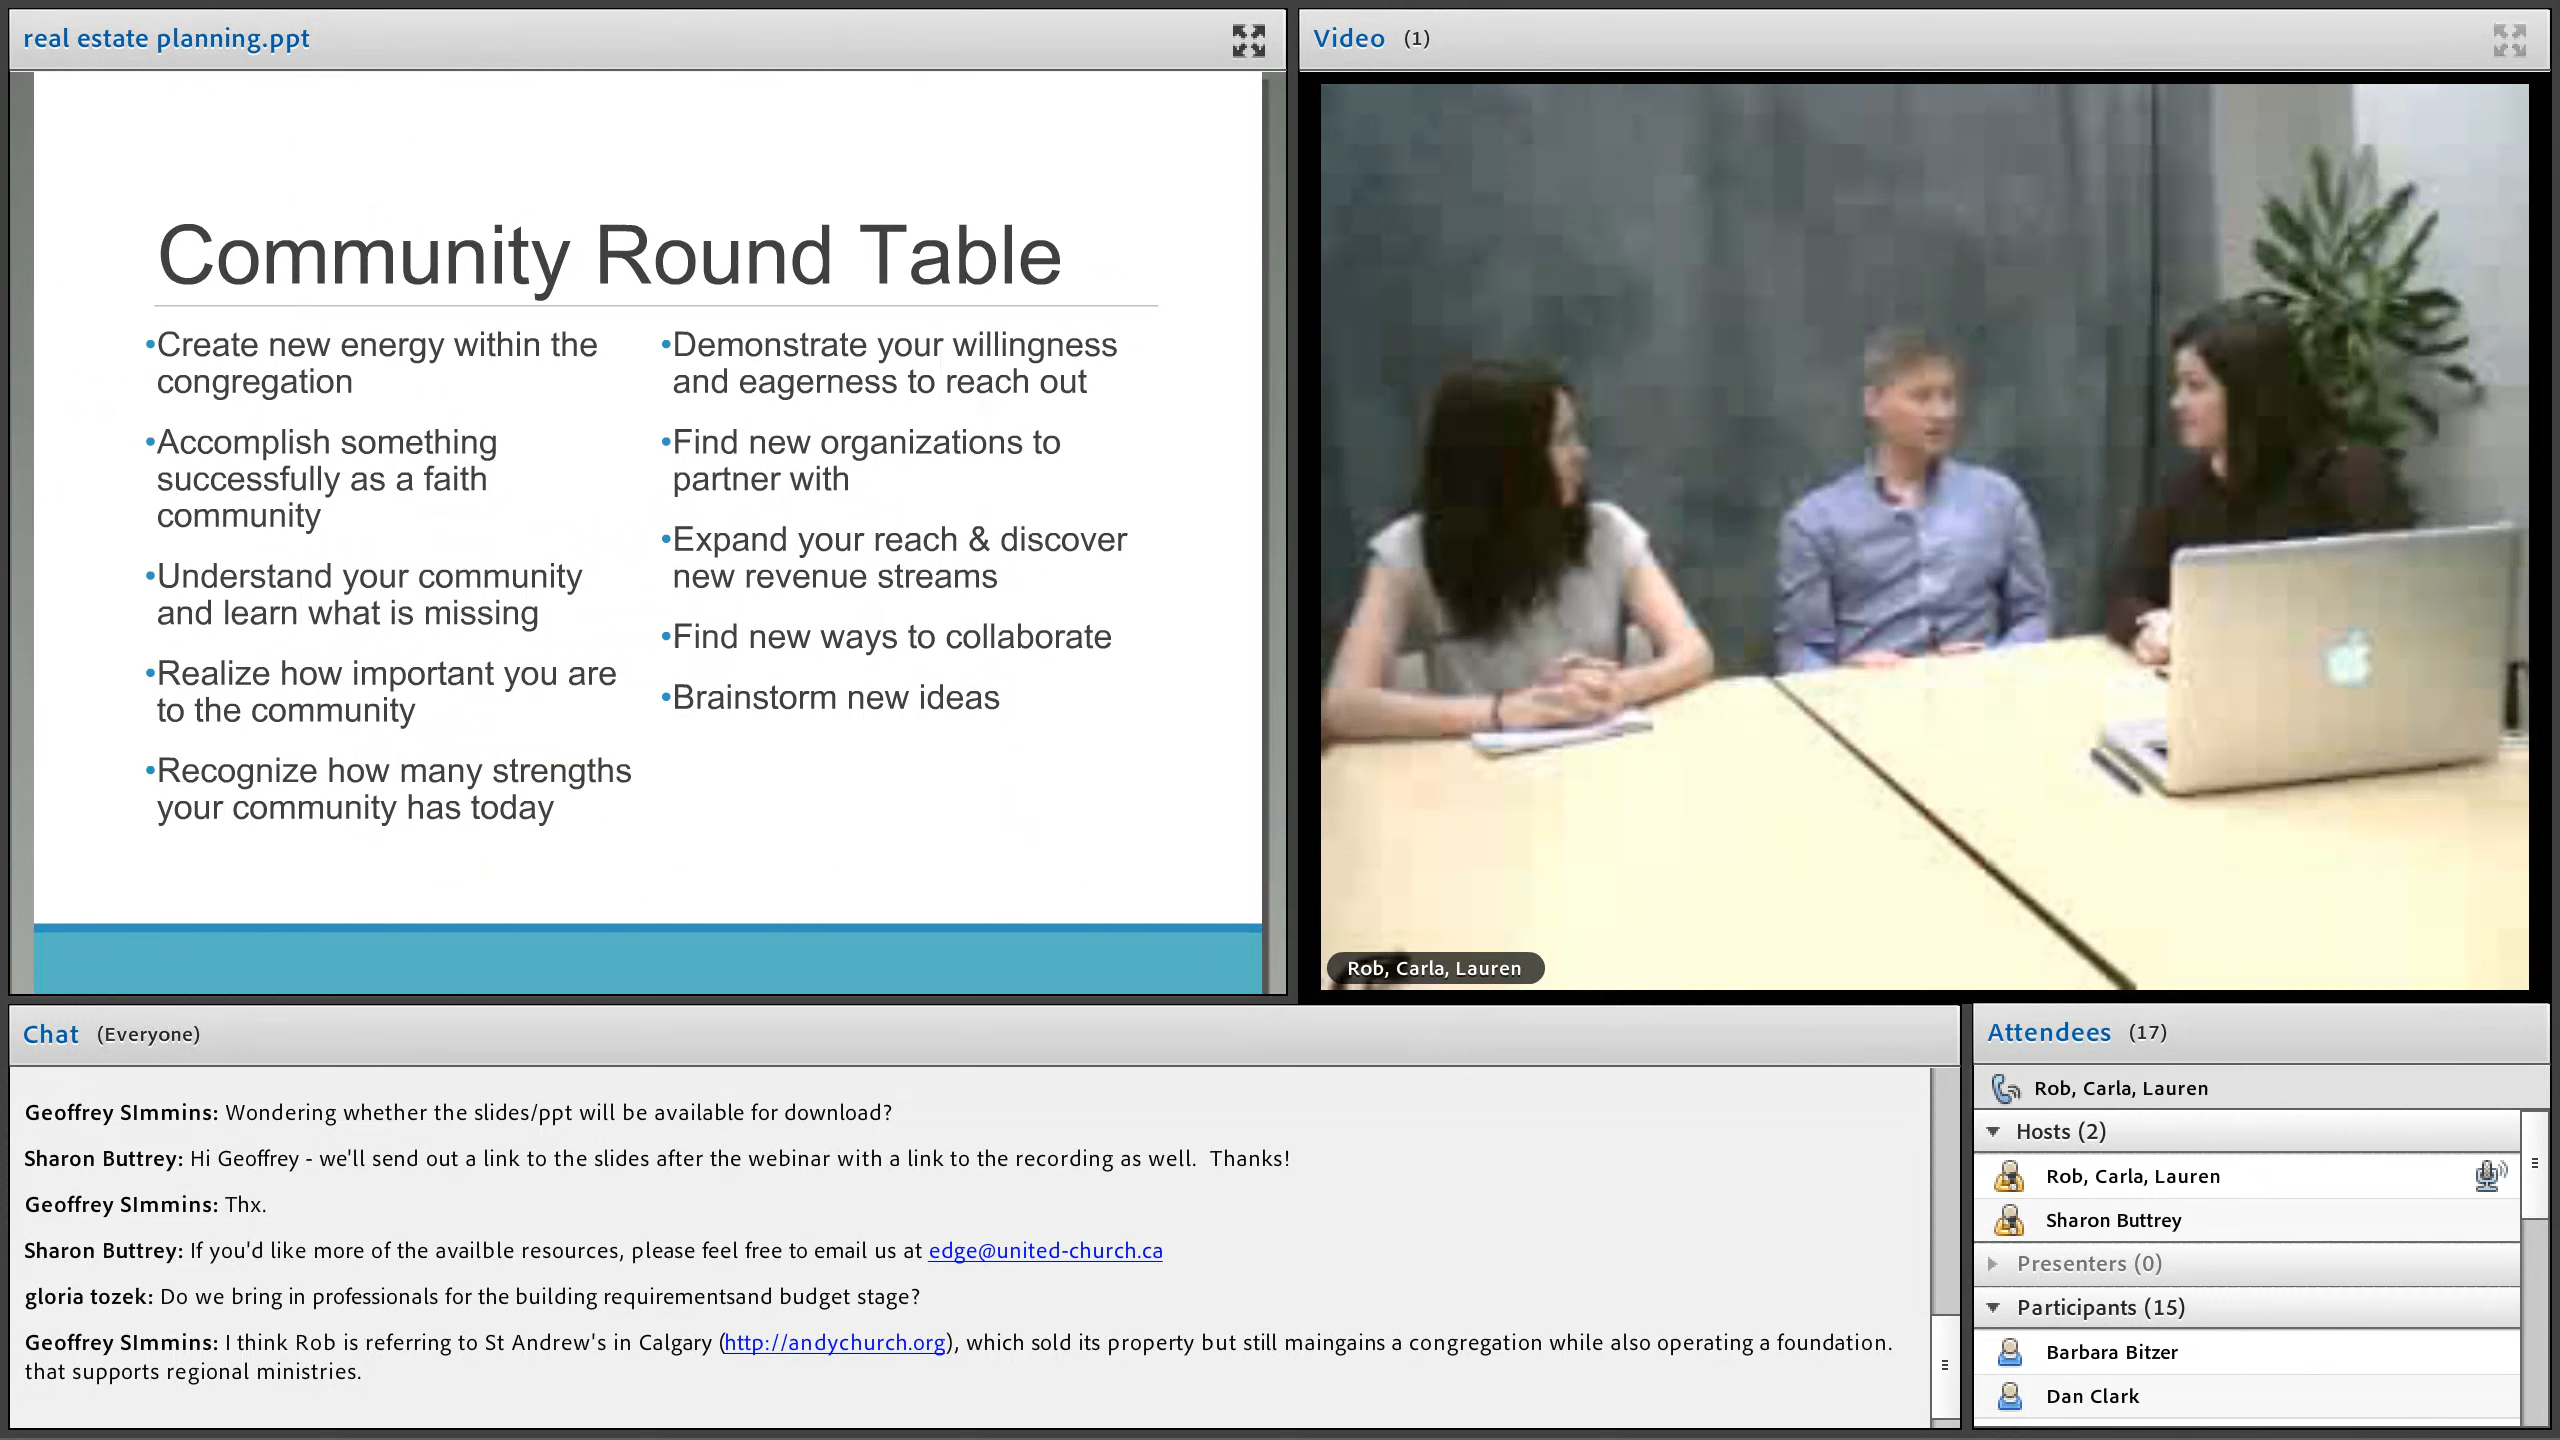 real estate planning.ppt
Community Round Table
•Create new energy within the
congregation
•Accomplish something
successfully as a faith
community
•Understand your community
and learn what is missing
•Realize how important you are
to the community
•Recognize how many strengths
your community has today
•Demonstrate your willingness
and eagerness to reach out
•Find new organizations to
partner with
•Expand your reach & discover
new revenue streams
•Find new ways to collaborate
•Brainstorm new ideas
Video (1)
Rob, Carla, Lauren
Chat (Everyone)
Geoffrey SImmins: Wondering whether the slides/ppt will be available for download?
Sharon Buttrey: Hi Geoffrey - we'll send out a link to the slides after the webinar with a link to the recording as well.  Thanks!
Geoffrey SImmins: Thx.
Sharon Buttrey: If you'd like more of the availble resources, please feel free to email us at edge@united-church.ca
gloria tozek: Do we bring in professionals for the building requirementsand budget stage?
Geoffrey SImmins: I think Rob is referring to St Andrew's in Calgary (http://andychurch.org), which sold its property but still maingains a congregation while also operating a foundation.
that supports regional ministries.
Attendees (17)
Rob, Carla, Lauren
Hosts (2)
Rob, Carla, Lauren
Sharon Buttrey
Presenters (0)
Participants (15)
Barbara Bitzer
Dan Clark